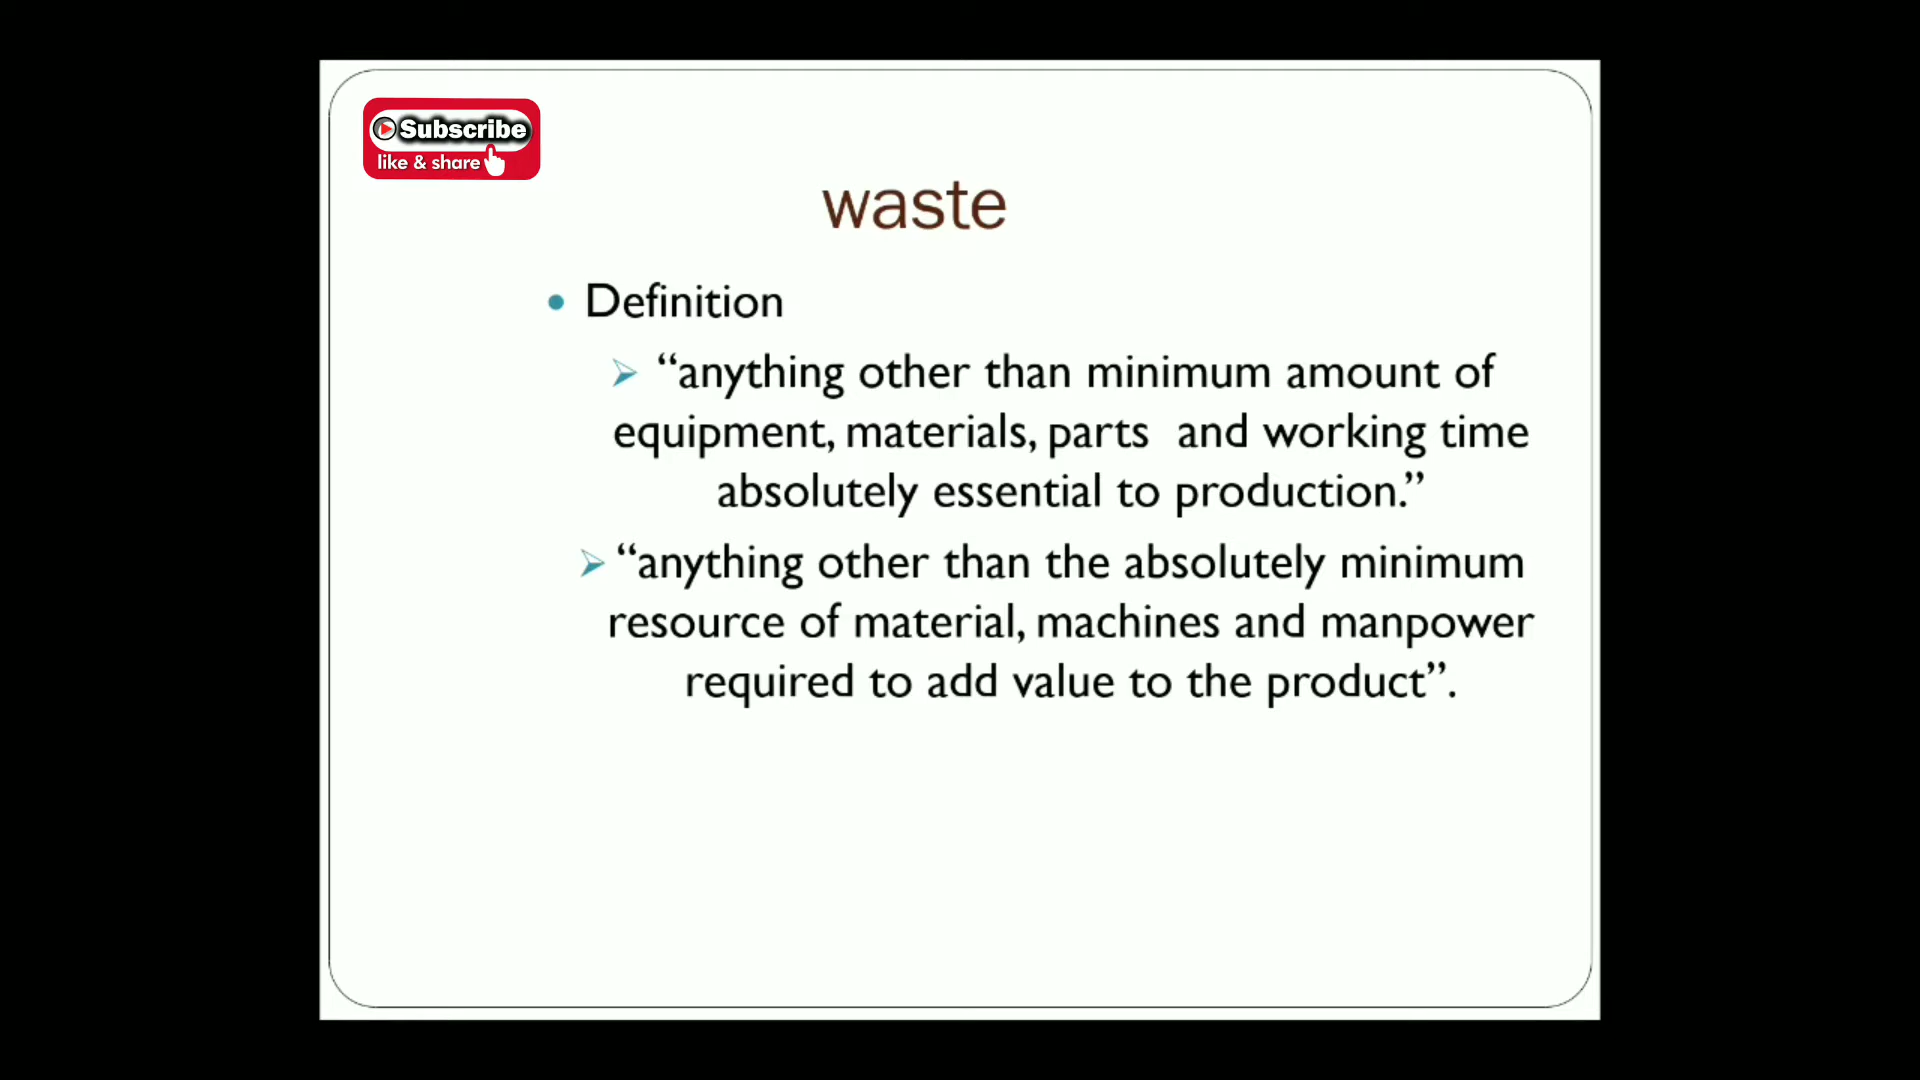 Subscribe
like & share
waste
• Definition
➢ “anything other than minimum amount of
equipment, materials, parts and working time
absolutely essential to production.”
➢ “anything other than the absolutely minimum
resource of material, machines and manpower
required to add value to the product”.